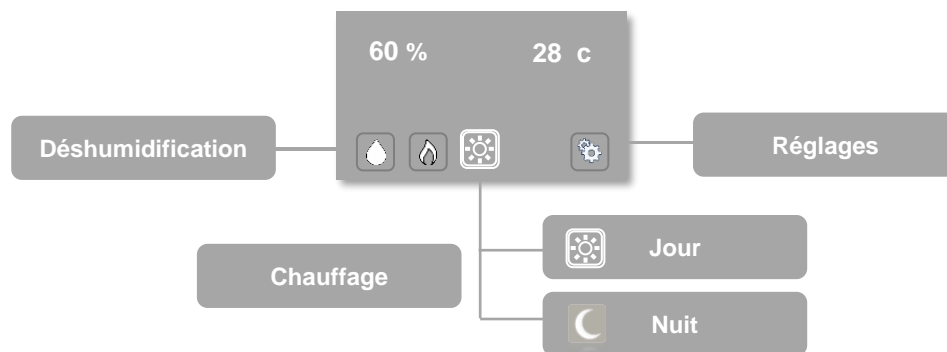 60 % 28 c
Déshumidification
Réglages
Jour
Chauffage
Nuit